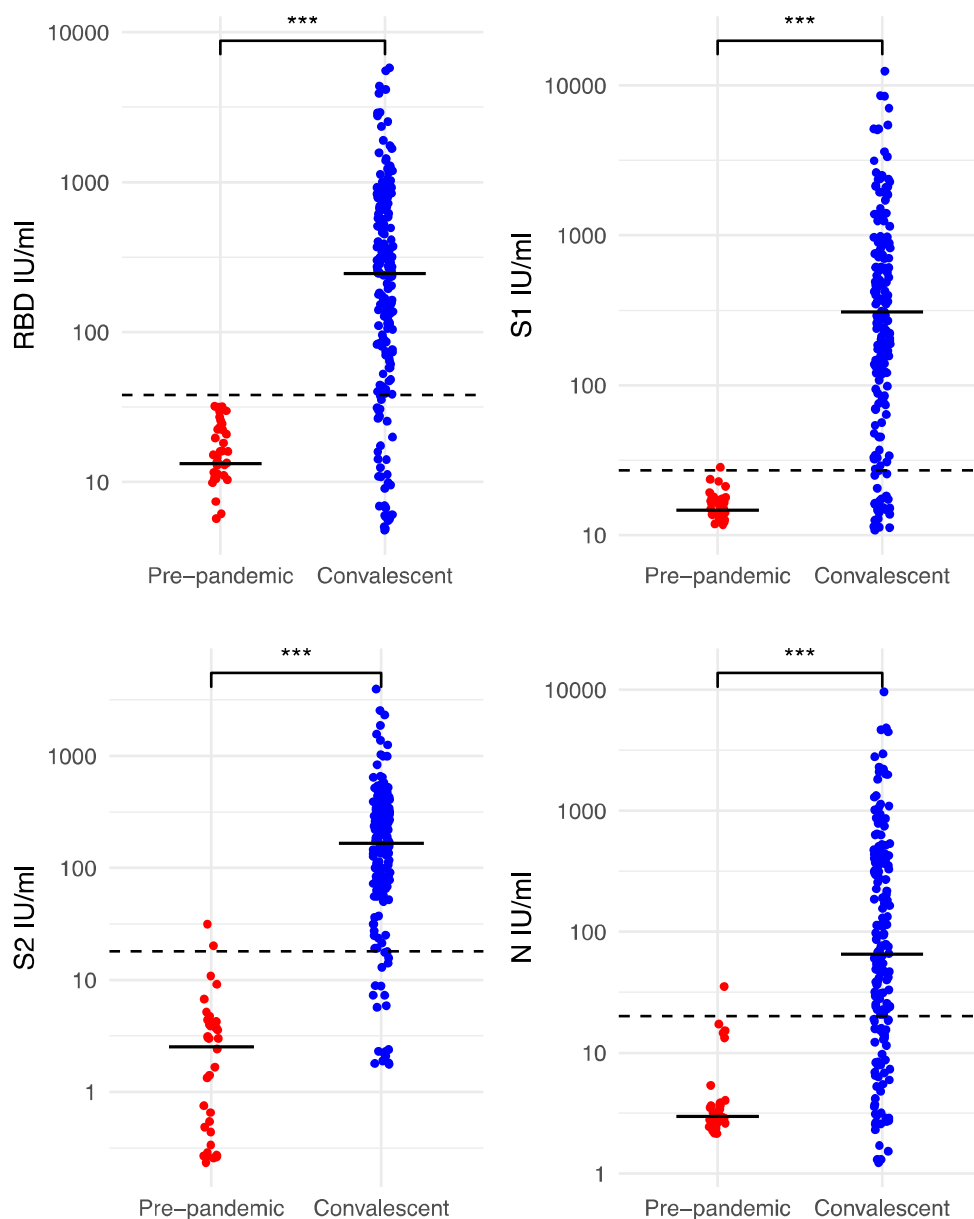 ***
10000
1000
100
10
RBD IU/ml
Pre−pandemic
Convalescent
***
10000
1000
100
10
S1 IU/ml
Pre−pandemic
Convalescent
***
1000
100
10
1
S2 IU/ml
Pre−pandemic
Convalescent
***
10000
1000
100
10
1
N IU/ml
Pre−pandemic
Convalescent